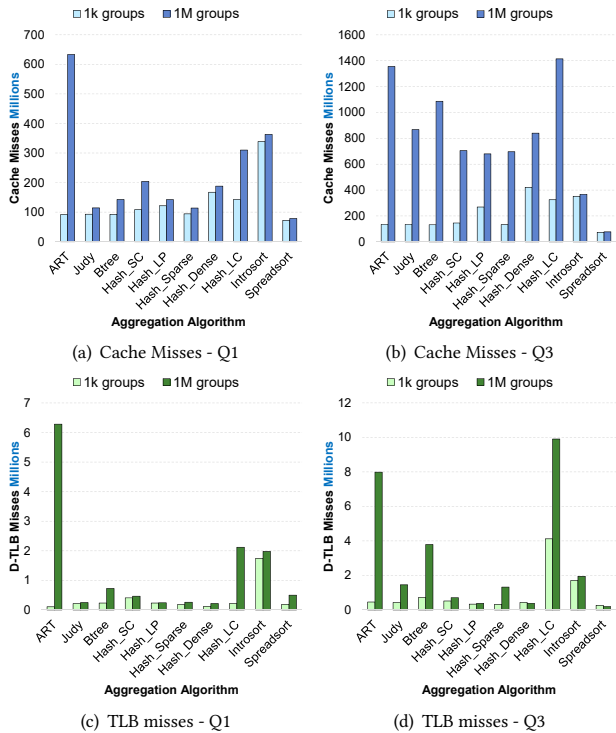 1k groups 1M groups
Cache Misses Millions
700
600
500
400
300
200
100
0
ART Judy Btree Hash_SC Hash_LP Hash_Sparse Hash_Dense Hash_LC Introsort Spreadsort
Aggregation Algorithm
(a) Cache Misses - Q1
1k groups 1M groups
Cache Misses Millions
1600
1400
1200
1000
800
600
400
200
0
ART Judy Btree Hash_SC Hash_LP Hash_Sparse Hash_Dense Hash_LC Introsort Spreadsort
Aggregation Algorithm
(b) Cache Misses - Q3
1k groups 1M groups
D-TLB Misses Millions
7
6
5
4
3
2
1
0
ART Judy Btree Hash_SC Hash_LP Hash_Sparse Hash_Dense Hash_LC Introsort Spreadsort
Aggregation Algorithm
(c) TLB misses - Q1
1k groups 1M groups
D-TLB Misses Millions
12
10
8
6
4
2
0
ART Judy Btree Hash_SC Hash_LP Hash_Sparse Hash_Dense Hash_LC Introsort Spreadsort
Aggregation Algorithm
(d) TLB misses - Q3